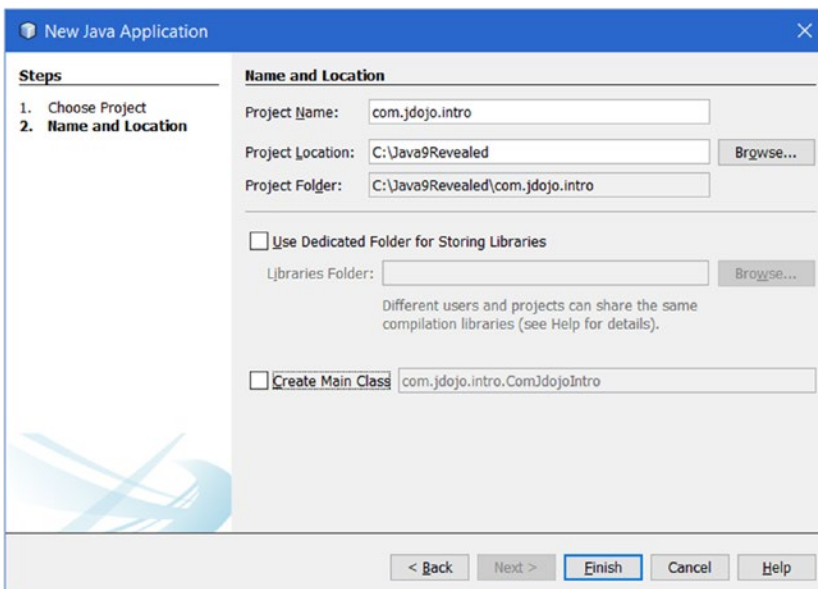 New Java Application
Steps
1. Choose Project
2. Name and Location
Name and Location
Project Name: com.jdojo.intro
Project Location: C:\Java9Revealed Browse...
Project Folder: C:\Java9Revealed\com.jdojo.intro
Use Dedicated Folder for Storing Libraries
Libraries Folder: Browse...
Different users and projects can share the same
compilation libraries (see Help for details).
Create Main Class com.jdojo.intro.ComJdojoIntro
< Back Next > Finish Cancel Help